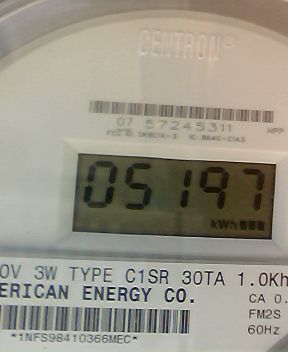 CENTRON®
07 57245311
NPP
05197
kWh
0V 3W TYPE C1SR 30TA 1.0Kh
ERICAN ENERGY CO.
CA 0.
FM2S
60Hz
*1NFS98410366MEC*